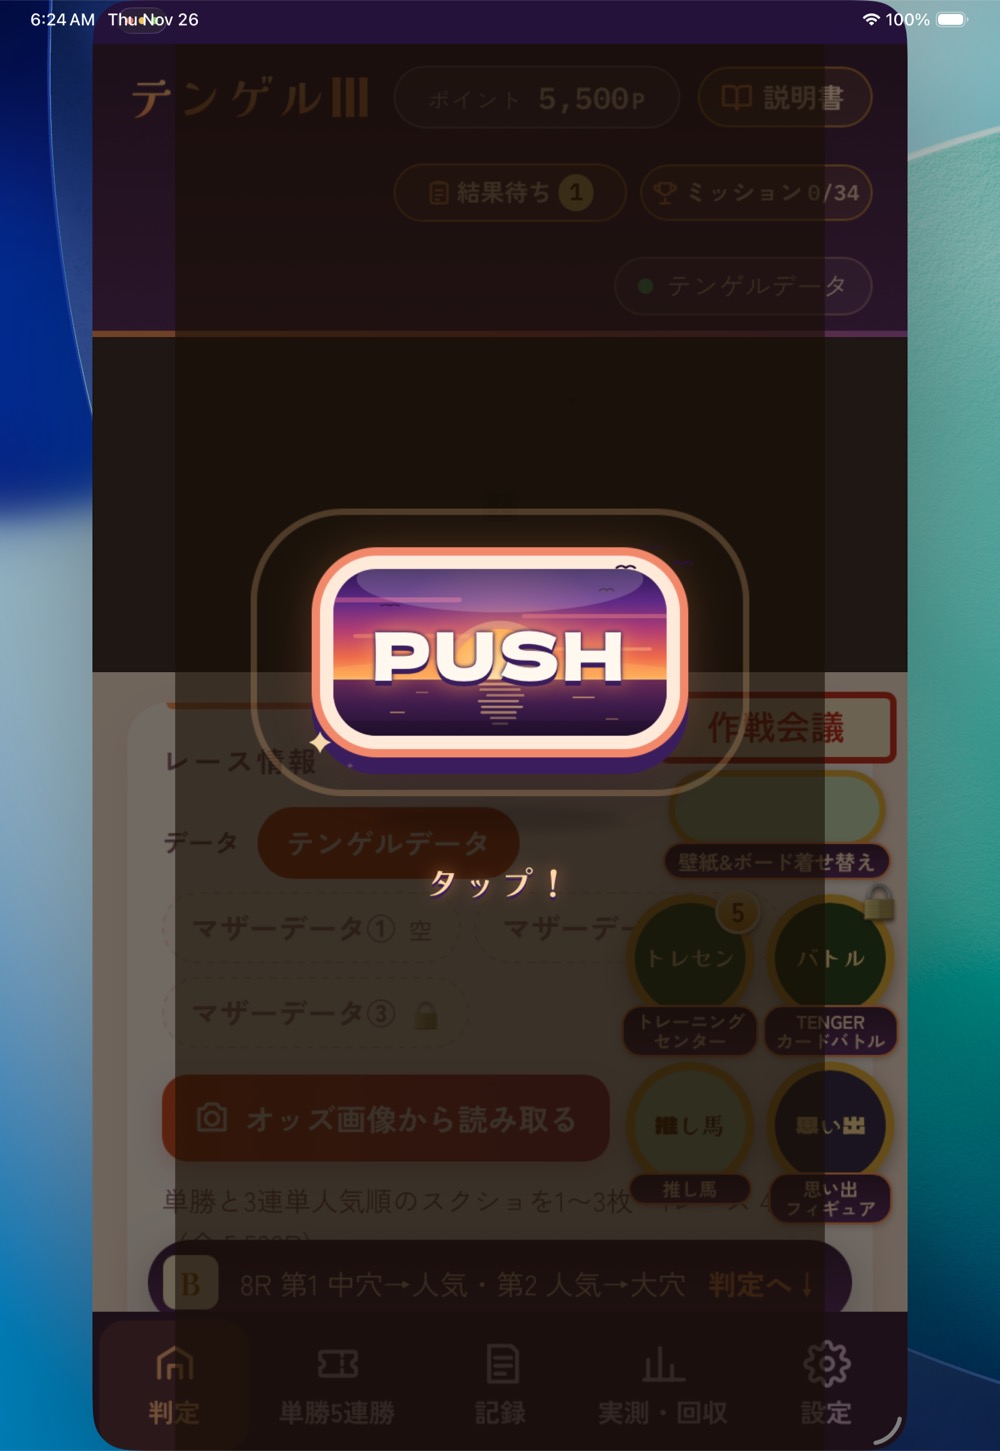 6:24 AM Thu Nov 26
100%
テンゲルIII
ポイント 5,500P
説明書
結果待ち 1
ミッション 0/34
テンゲルデータ
PUSH
作戦会議
レース情報
データ
テンゲルデータ
壁紙&ボード着せ替え
タップ！
マザーデータ① 空
マザーデー
5
トレセン
バトル
マザーデータ③
トレーニング
センター
TENGER
カードバトル
オッズ画像から読み取る
推し馬
思い出
推し馬
思い出
フィギュア
単勝と3連単人気順のスクショを1〜3枚
B
8R 第1 中穴→人気・第2 人気→大穴
判定へ↓
判定
単勝5連勝
記録
実測・回収
設定